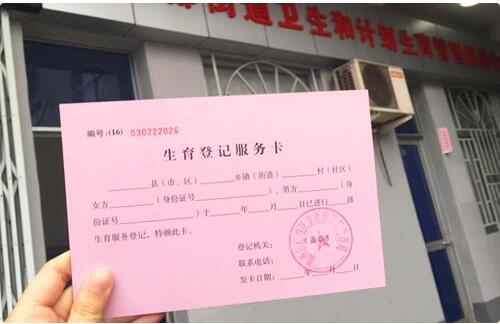 街道卫生和计划生育管理服务
编号:(16) 030222026
生育登记服务卡
县(市、区) 乡镇(街道) 村(社区)
女方 (身份证号 )、男方 (身
份证号 )于 年 月 日已进行 孩
生育服务登记,特颁此卡。
登记机关: (盖章)
联系电话:
发卡日期: 年 月 日